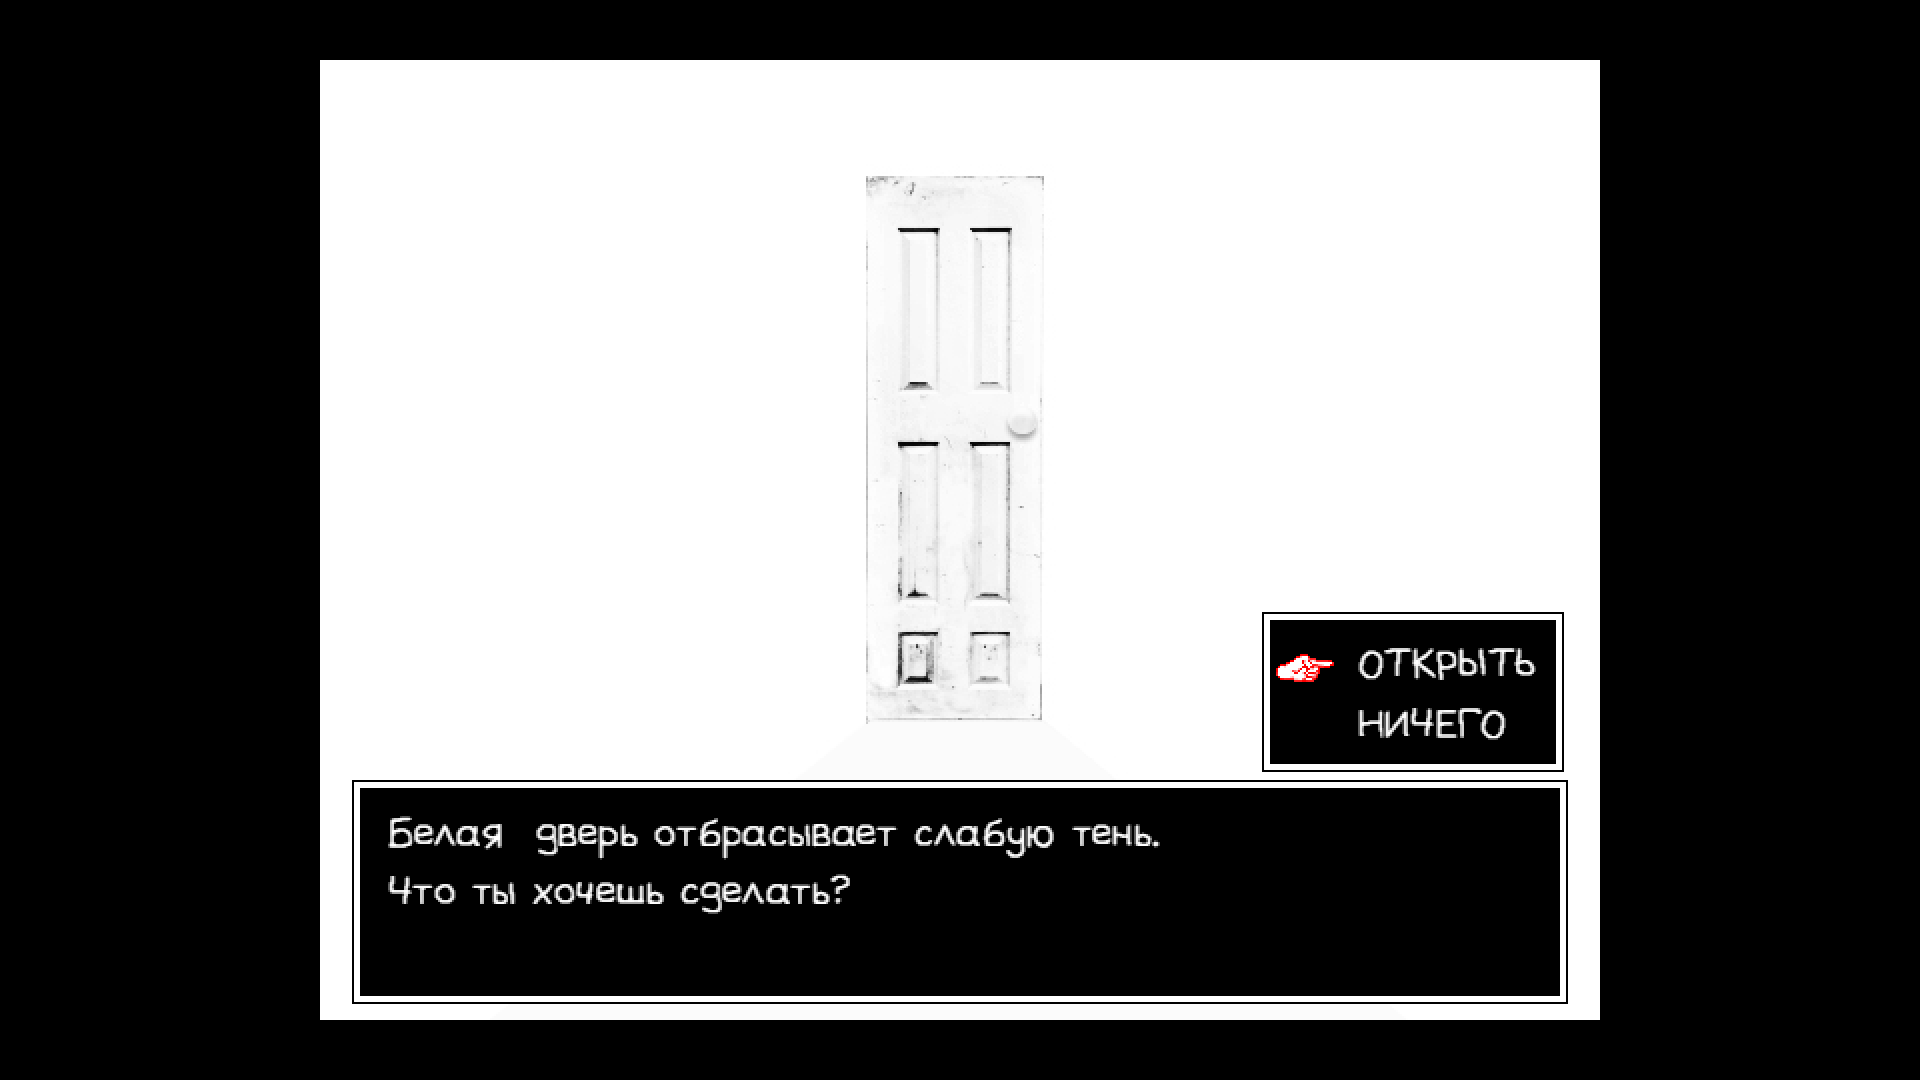 ОТКРЫТЬ
НИЧЕГО
Белая  дверь отбрасывает слабую тень.
Что ты хочешь сделать?